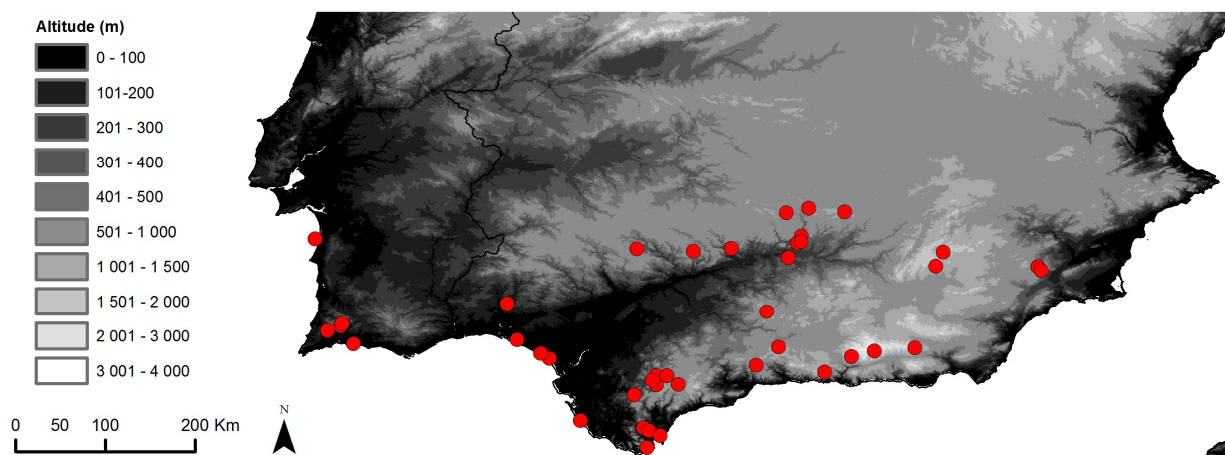 Altitude (m)
0 - 100
101-200
201 - 300
301 - 400
401 - 500
501 - 1 000
1 001 - 1 500
1 501 - 2 000
2 001 - 3 000
3 001 - 4 000
N
0 50 100 200 Km